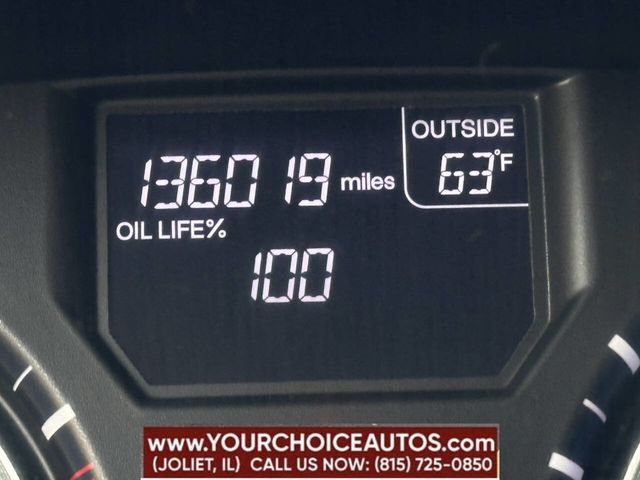 OUTSIDE
136019 miles 63°F
OIL LIFE%
100
www.YOURCHOICEAUTOS.com
(JOLIET, IL) CALL US NOW: (815) 725-0850